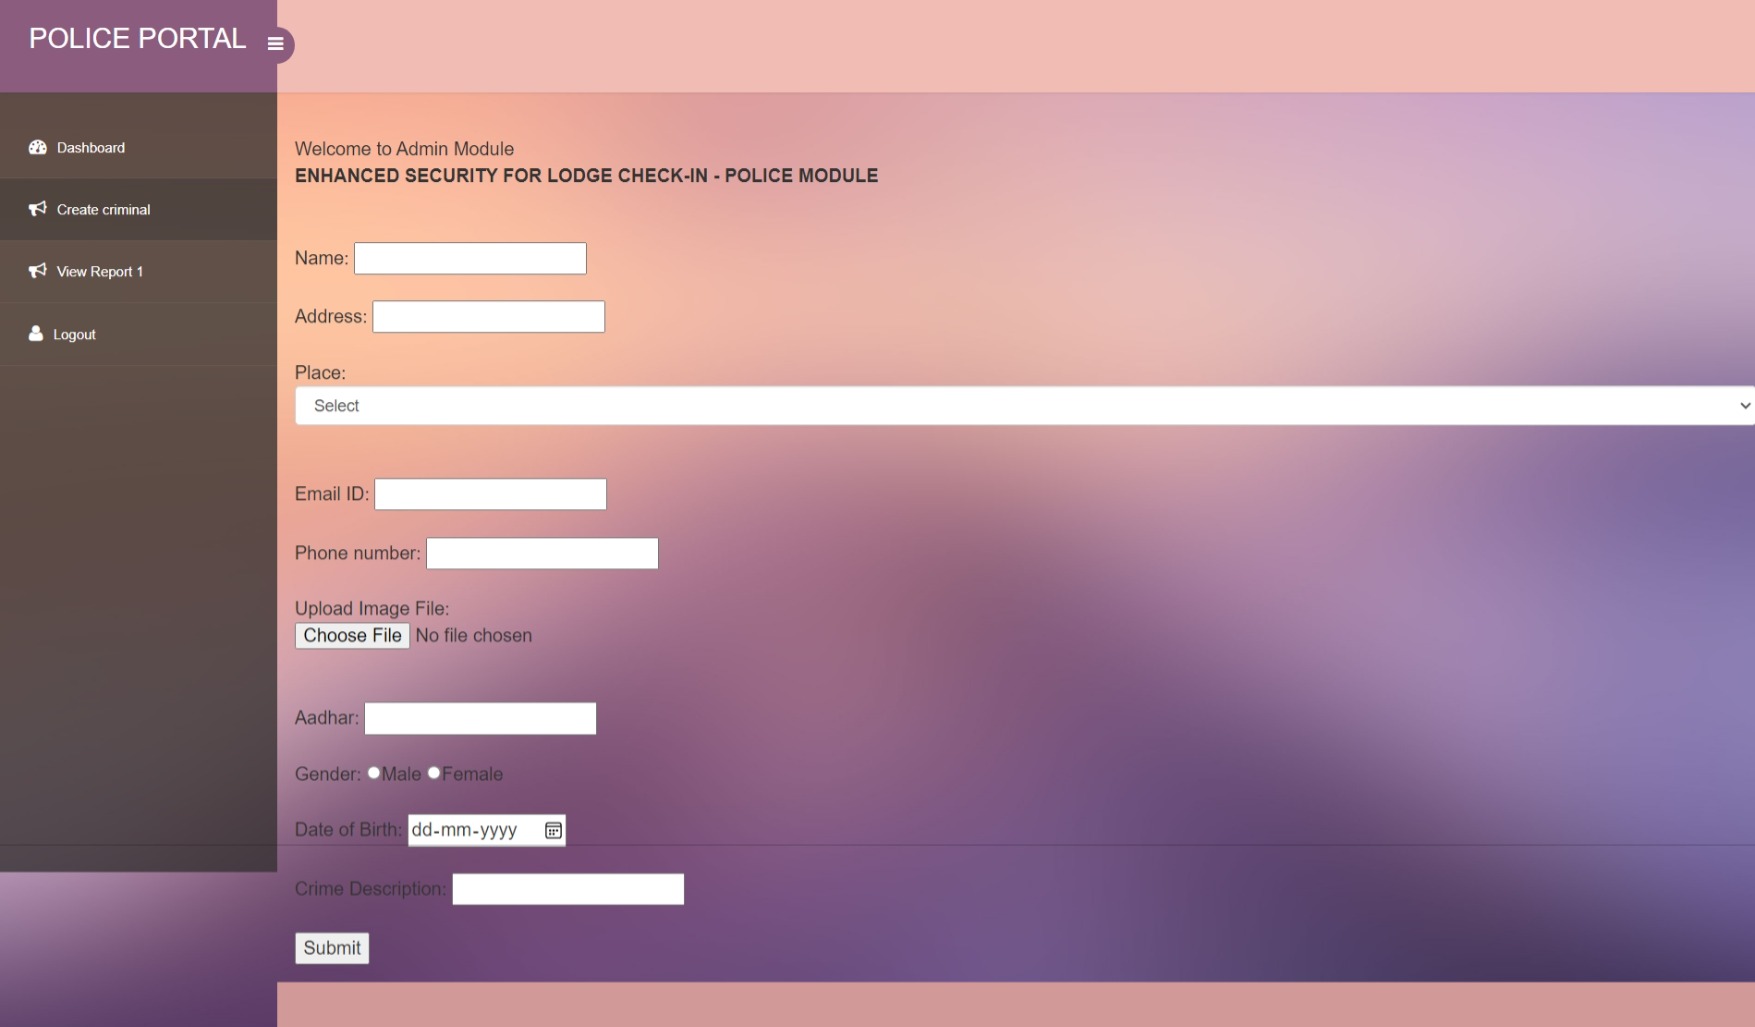 POLICE PORTAL
Dashboard
Create criminal
View Report 1
Logout
Welcome to Admin Module
ENHANCED SECURITY FOR LODGE CHECK-IN - POLICE MODULE
Name:
Address:
Place:
Select
Email ID:
Phone number:
Upload Image File:
Choose File No file chosen
Aadhar:
Gender: Male Female
Date of Birth: dd-mm-yyyy
Crime Description:
Submit